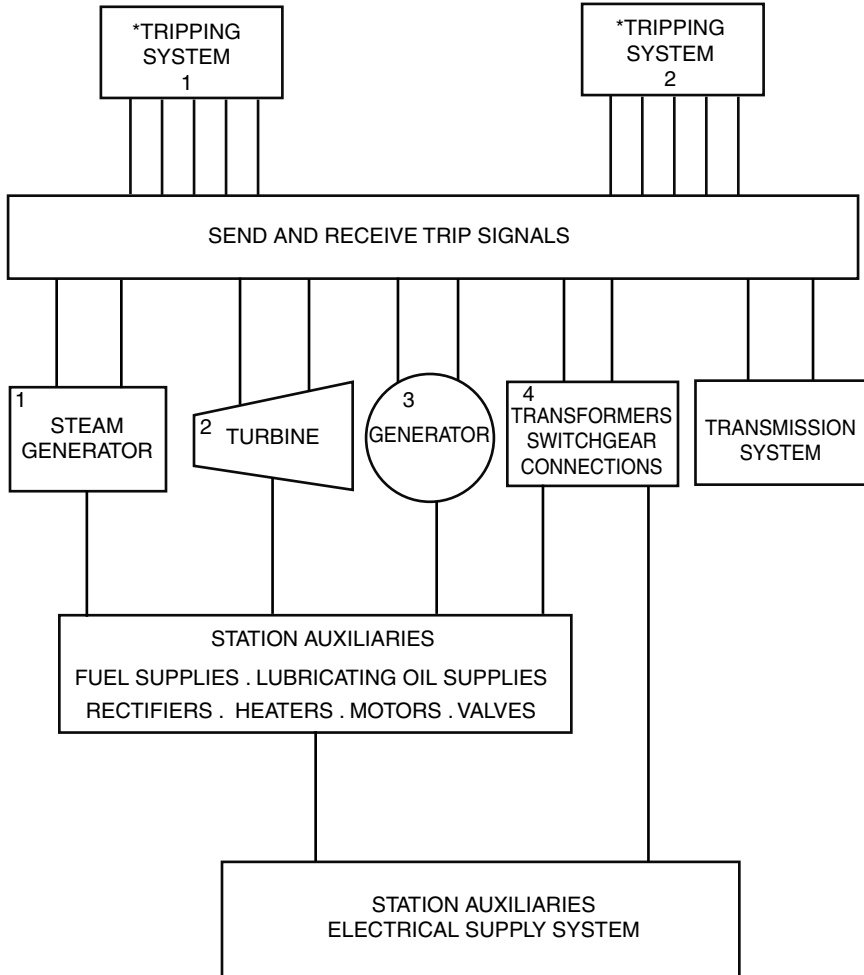 *TRIPPING
SYSTEM
1
*TRIPPING
SYSTEM
2
SEND AND RECEIVE TRIP SIGNALS
1
STEAM
GENERATOR
2
TURBINE
3
GENERATOR
4
TRANSFORMERS
SWITCHGEAR
CONNECTIONS
TRANSMISSION
SYSTEM
STATION AUXILIARIES
FUEL SUPPLIES . LUBRICATING OIL SUPPLIES
RECTIFIERS . HEATERS . MOTORS . VALVES
STATION AUXILIARIES
ELECTRICAL SUPPLY SYSTEM